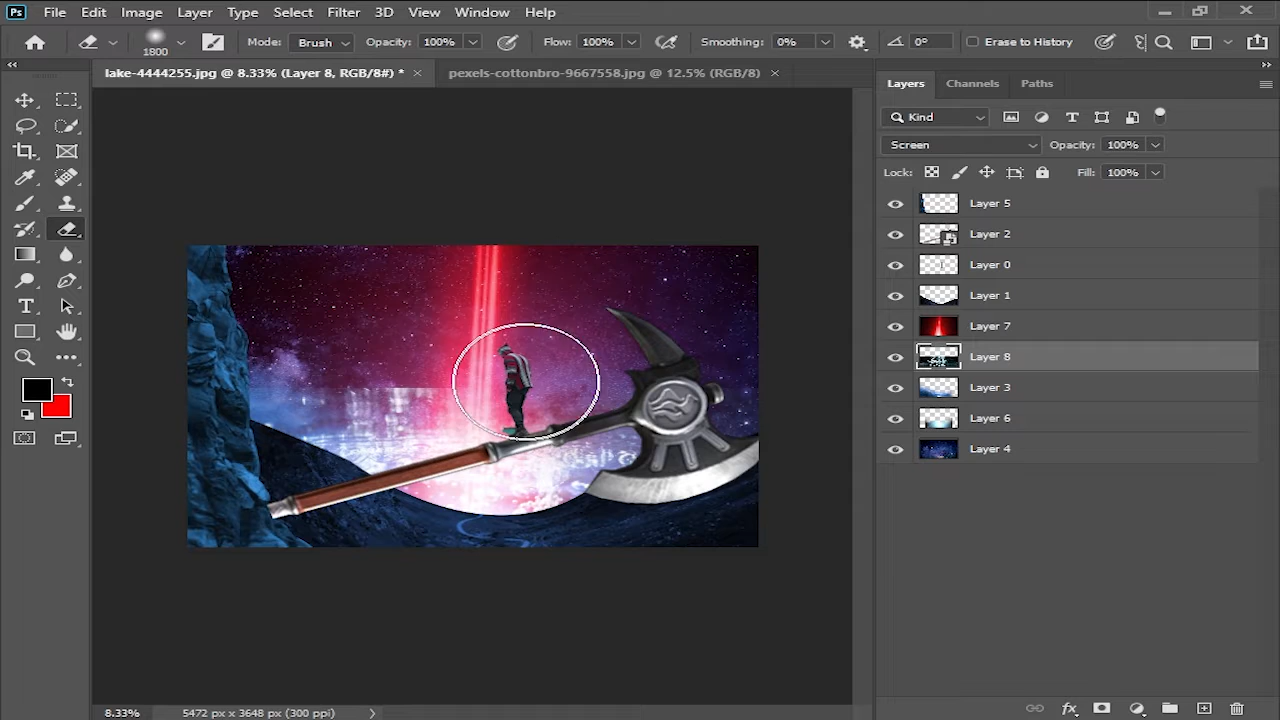 Ps File Edit Image Layer Type Select Filter 3D View Window Help
1800 Mode: Brush Opacity: 100% Flow: 100% Smoothing: 0% 0° Erase to History
lake-4444255.jpg @ 8.33% (Layer 8, RGB/8#) * × pexels-cottonbro-9667558.jpg @ 12.5% (RGB/8) ×
Layers Channels Paths
Kind
Screen Opacity: 100%
Lock: Fill: 100%
Layer 5
Layer 2
Layer 0
Layer 1
Layer 7
Layer 8
Layer 3
Layer 6
Layer 4
8.33% 5472 px x 3648 px (300 ppi)